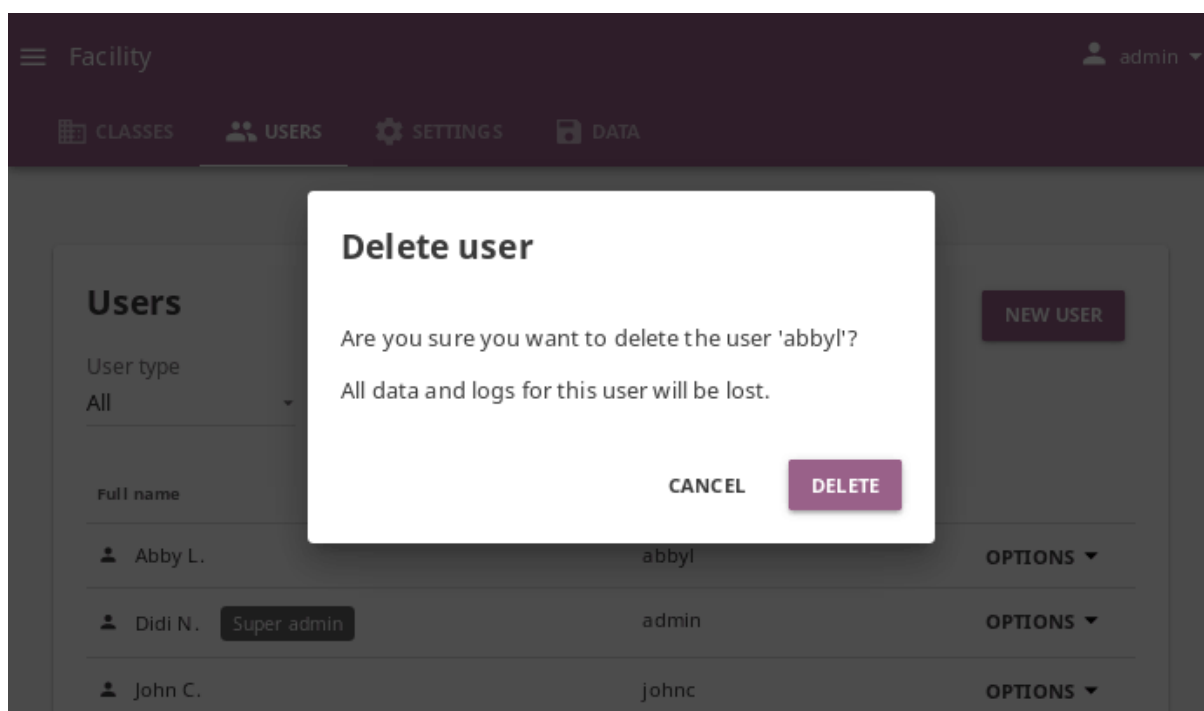 Facility
admin
CLASSES USERS SETTINGS DATA
Delete user
Are you sure you want to delete the user 'abbyl'?
All data and logs for this user will be lost.
CANCEL DELETE
Users
NEW USER
User type
All
Full name
Abby L. abbyl OPTIONS
Didi N. Super admin admin OPTIONS
John C. johnc OPTIONS